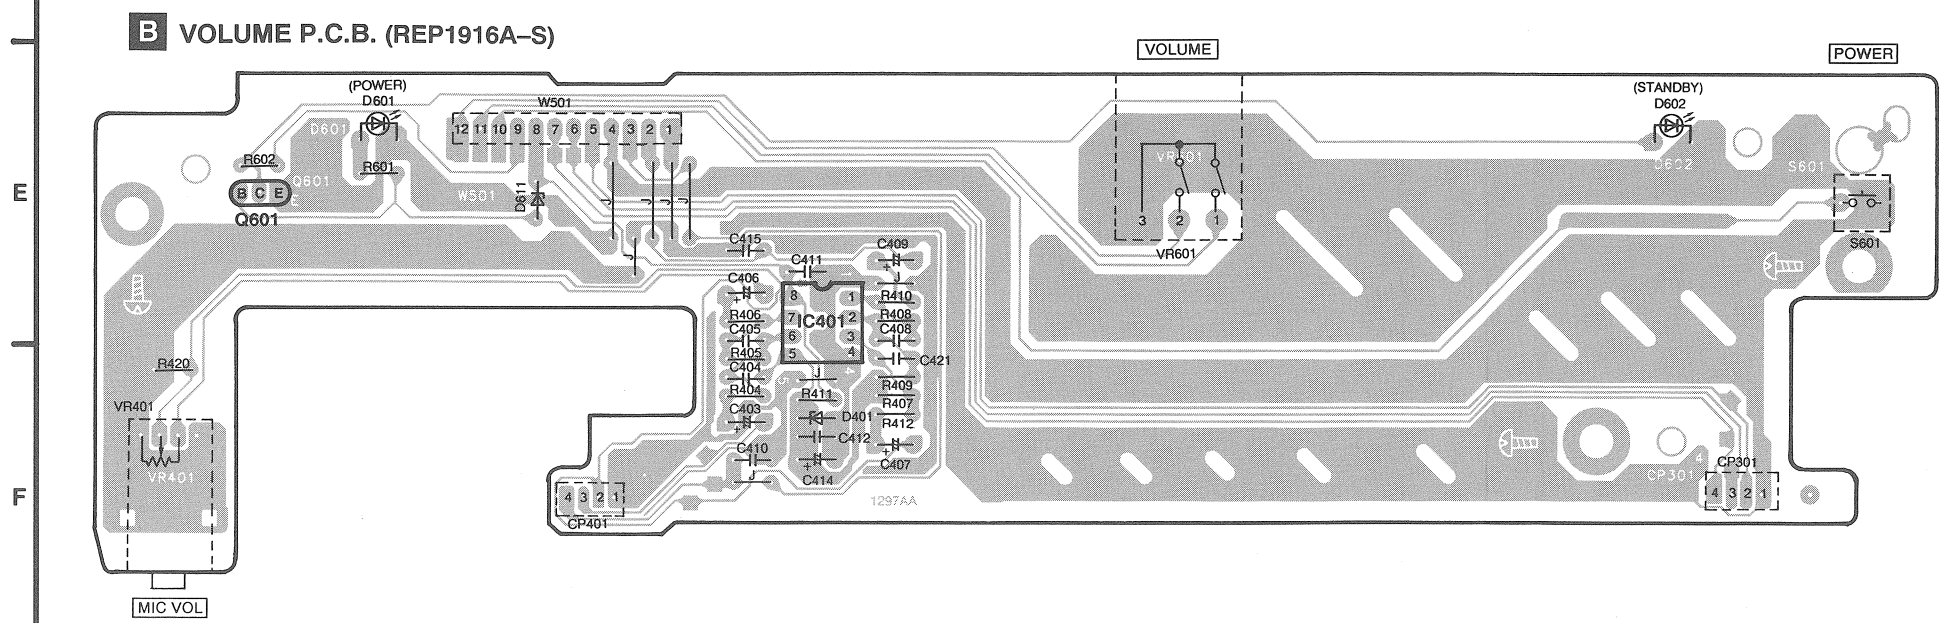 B VOLUME P.C.B. (REP1916A–S)
VOLUME
POWER
(POWER)
D601
W501
(STANDBY)
D602
D601
12 11 10 9 8 7 6 5 4 3 2 1
R602
R601
VR601
D602
S601
E
Q601
B C E
E
W501
D611
J
J
J
J
Q601
3 2 1
VR601
S601
C415
C409
J
C411
J
C406
8 1
R410
R406
7 IC401 2
R408
C405
6 3
C408
R405
5 4
C421
R420
C404
J
5
4
R409
R404
R411
R407
VR401
C403
D401
R412
C412
C410
C407
4
CP301
CP301
VR401
J
C414
F
4 3 2 1
1297AA
4 3 2 1
CP401
MIC VOL